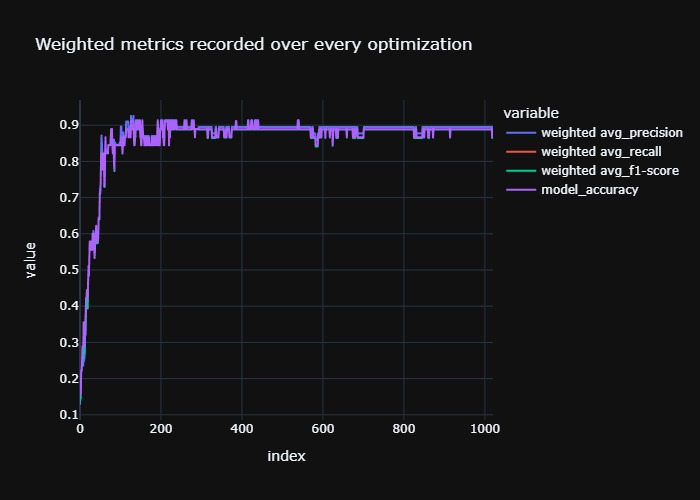 Weighted metrics recorded over every optimization
variable
weighted avg_precision
weighted avg_recall
weighted avg_f1-score
model_accuracy
value
0.9
0.8
0.7
0.6
0.5
0.4
0.3
0.2
0.1
0 200 400 600 800 1000
index